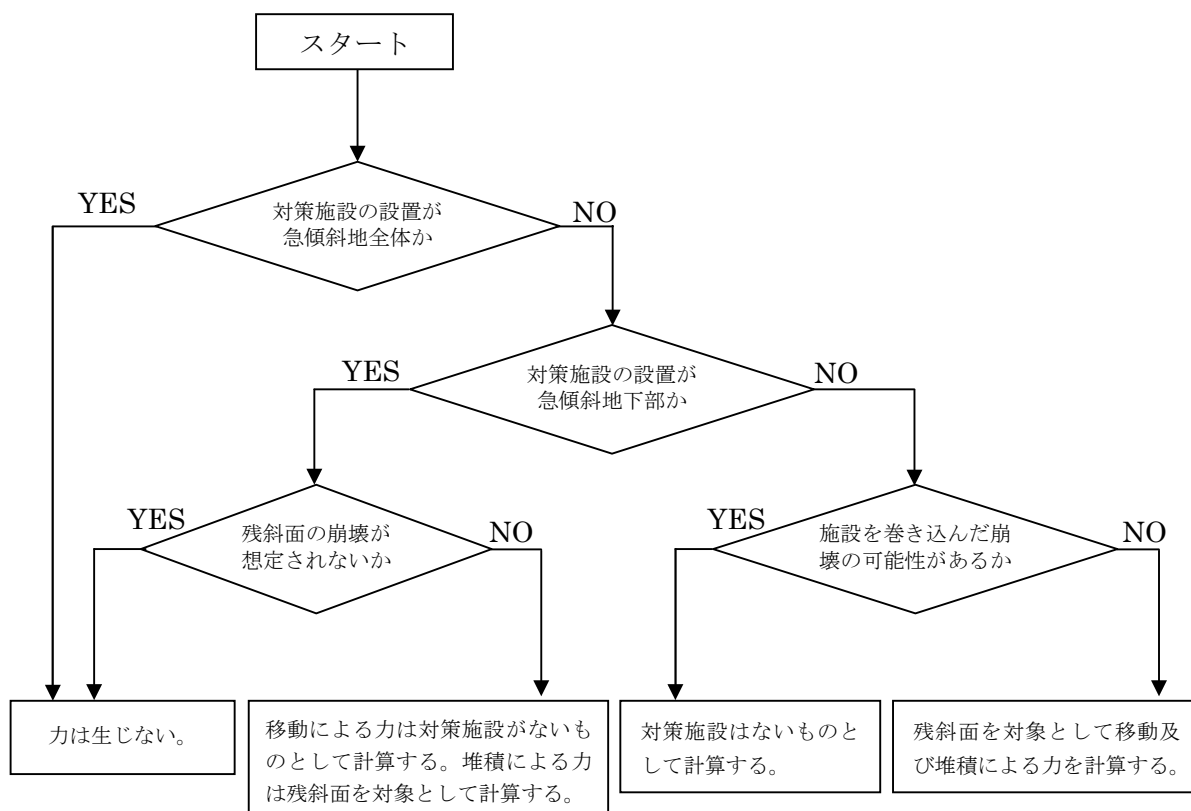 スタート
YES
対策施設の設置が
急傾斜地全体か
NO
YES
対策施設の設置が
急傾斜地下部か
NO
YES
残斜面の崩壊が
想定されないか
NO
YES
施設を巻き込んだ崩
壊の可能性があるか
NO
力は生じない。
移動による力は対策施設がないも
のとして計算する。堆積による力
は残斜面を対象として計算する。
対策施設はないものと
して計算する。
残斜面を対象として移動及
び堆積による力を計算する。